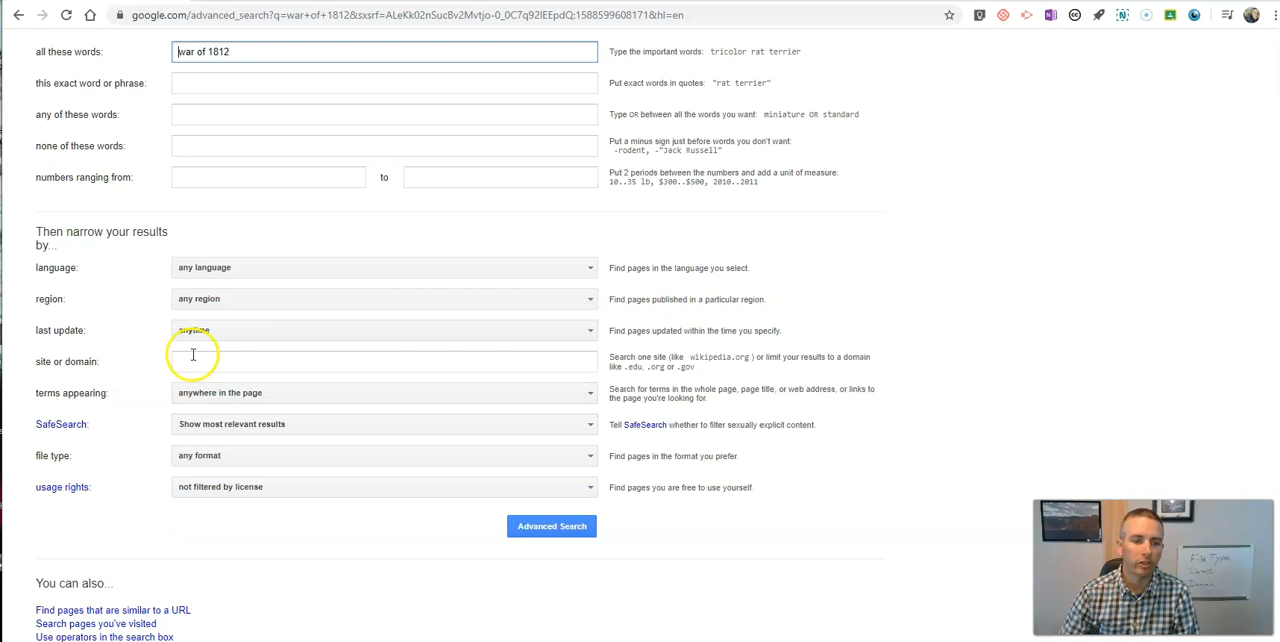 google.com/advanced_search?q=war+of+1812&sxsrf=ALeKk02nSucBv2Mvtjo-0_0C7q92lEEpdQ:1588599608171&hl=en
all these words: war of 1812 Type the important words: tricolor rat terrier
this exact word or phrase: Put exact words in quotes: "rat terrier"
any of these words: Type OR between all the words you want: miniature OR standard
none of these words: Put a minus sign just before words you don't want:
-rodent, -"Jack Russell"
numbers ranging from: to Put 2 periods between the numbers and add a unit of measure:
10..35 lb, $300..$500, 2010..2011
Then narrow your results
by...
language: any language Find pages in the language you select.
region: any region Find pages published in a particular region.
last update: anytime Find pages updated within the time you specify.
site or domain: Search one site (like wikipedia.org ) or limit your results to a domain
like .edu, .org or .gov
terms appearing: anywhere in the page Search for terms in the whole page, page title, or web address, or links to
the page you're looking for.
SafeSearch: Show most relevant results Tell SafeSearch whether to filter sexually explicit content.
file type: any format Find pages in the format you prefer.
usage rights: not filtered by license Find pages you are free to use yourself.
Advanced Search
You can also...
Find pages that are similar to a URL
Search pages you've visited
Use operators in the search box
File Type
Domain